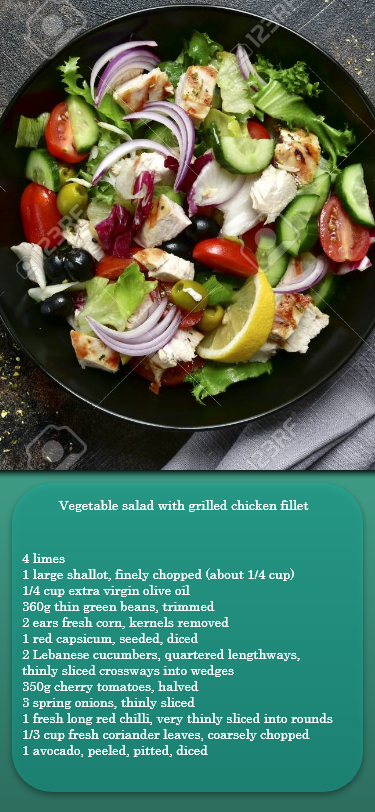 123RF
123RF
123RF
123RF
Vegetable salad with grilled chicken fillet
4 limes
1 large shallot, finely chopped (about 1/4 cup)
1/4 cup extra virgin olive oil
360g thin green beans, trimmed
2 ears fresh corn, kernels removed
1 red capsicum, seeded, diced
2 Lebanese cucumbers, quartered lengthways,
thinly sliced crossways into wedges
350g cherry tomatoes, halved
3 spring onions, thinly sliced
1 fresh long red chilli, very thinly sliced into rounds
1/3 cup fresh coriander leaves, coarsely chopped
1 avocado, peeled, pitted, diced